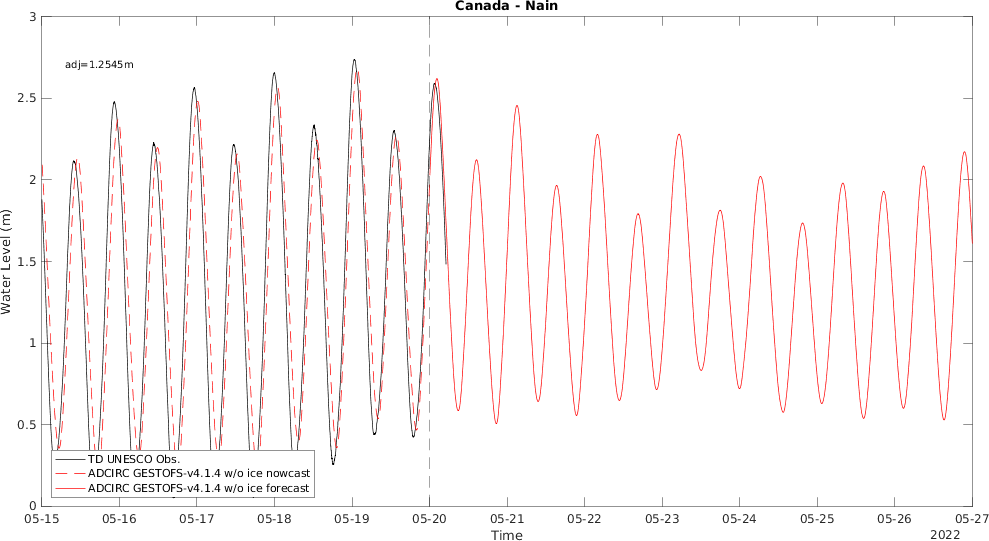 Canada - Nain
adj=1.2545m
3
2.5
2
1.5
1
0.5
0
Water Level (m)
TD UNESCO Obs.
ADCIRC GESTOFS-v4.1.4 w/o ice nowcast
ADCIRC GESTOFS-v4.1.4 w/o ice forecast
05-15 05-16 05-17 05-18 05-19 05-20 05-21 05-22 05-23 05-24 05-25 05-26 05-27
Time
2022